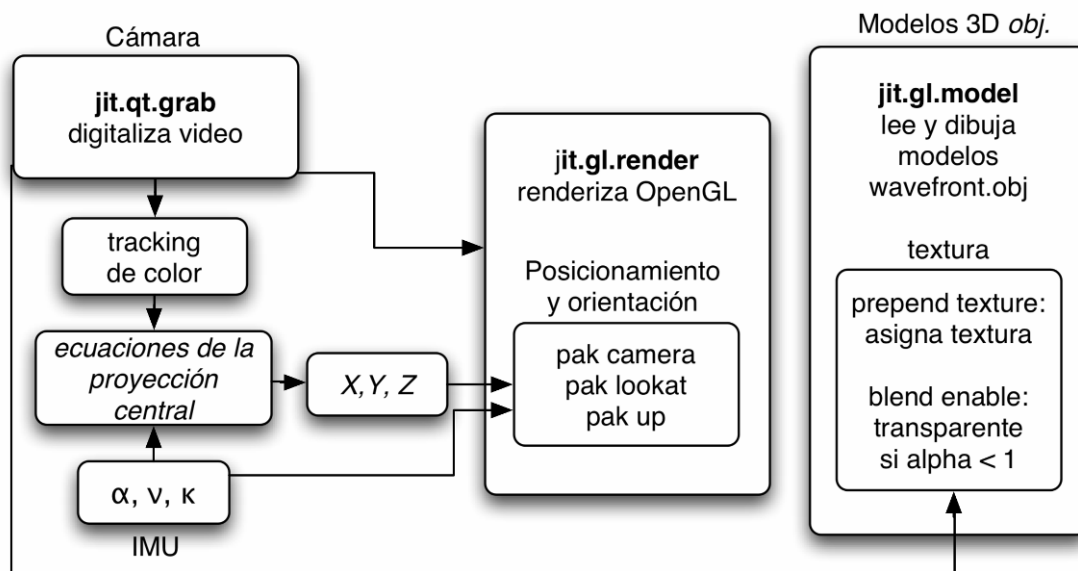 Cámara
jit.qt.grab
digitaliza video
tracking
de color
ecuaciones de la
proyección
central
X,Y, Z
α, ν, κ
IMU
jit.gl.render
renderiza OpenGL
Posicionamiento
y orientación
pak camera
pak lookat
pak up
Modelos 3D obj.
jit.gl.model
lee y dibuja
modelos
wavefront.obj
textura
prepend texture:
asigna textura
blend enable:
transparente
si alpha < 1